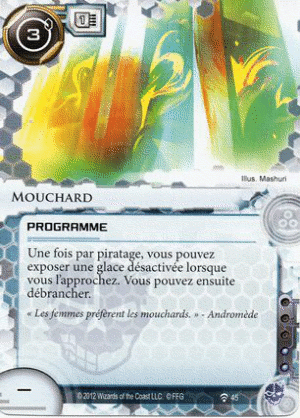 3
1
Illus. Mashuri
MOUCHARD
PROGRAMME
Une fois par piratage, vous pouvez
exposer une glace désactivée lorsque
vous l'approchez. Vous pouvez ensuite
débrancher.
« Les femmes préfèrent les mouchards. » - Andromède
–
© 2012 Wizards of the Coast LLC. © FFG
45